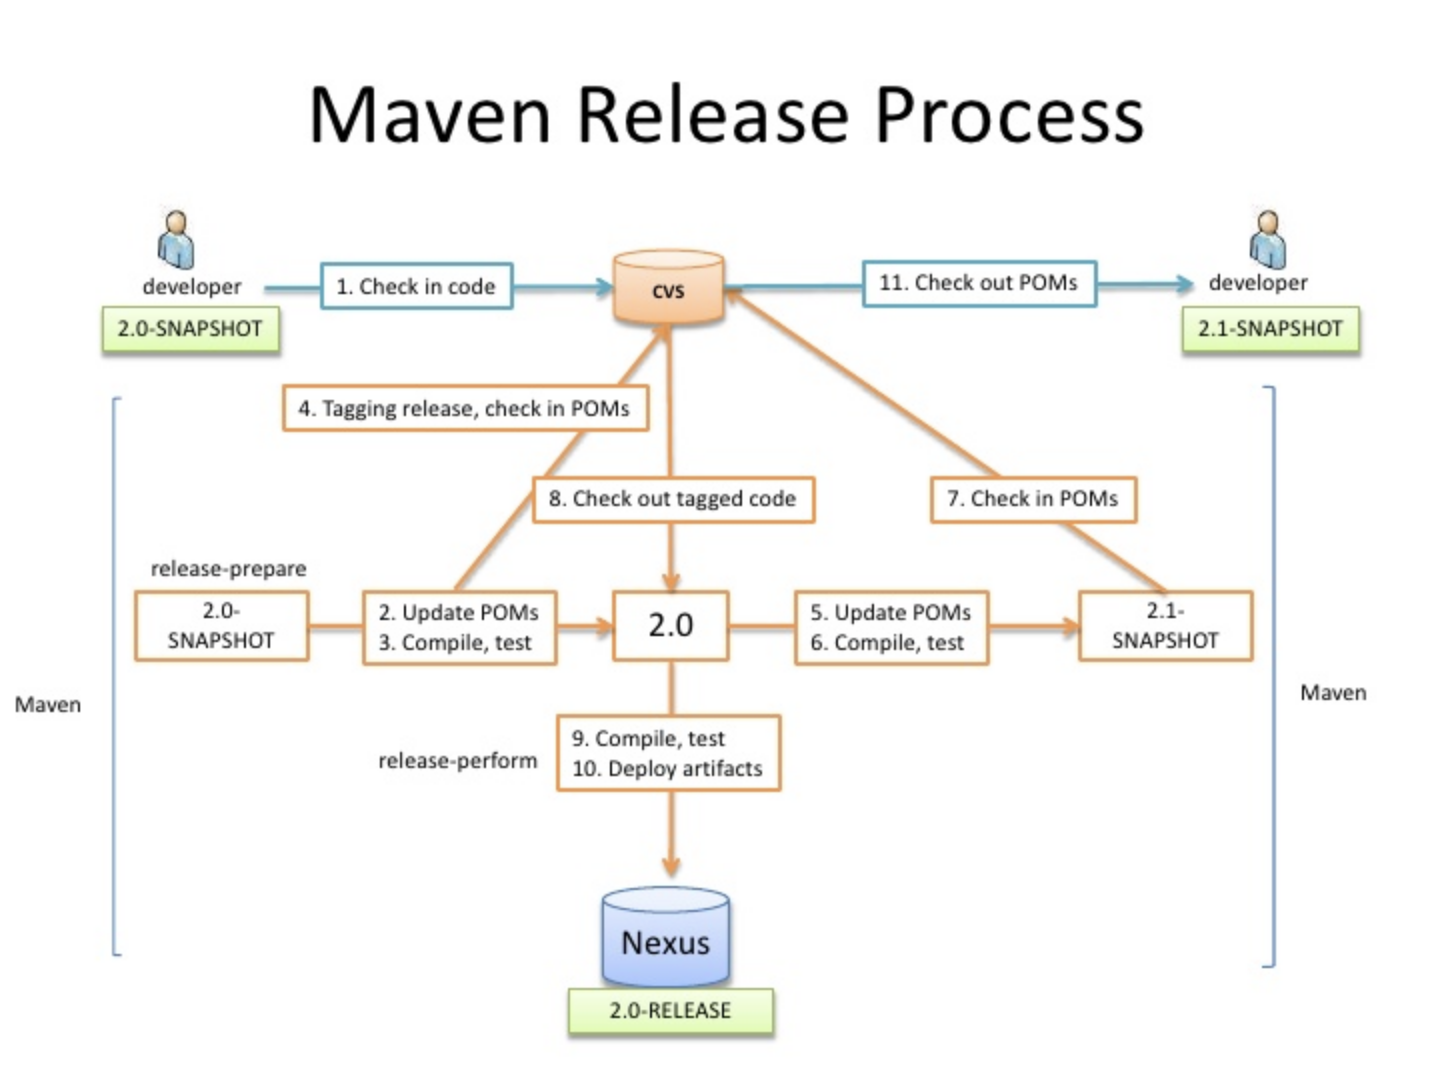 Maven Release Process
developer
2.0-SNAPSHOT
1. Check in code
CVS
11. Check out POMs
developer
2.1-SNAPSHOT
4. Tagging release, check in POMs
8. Check out tagged code
7. Check in POMs
release-prepare
2.0-
SNAPSHOT
2. Update POMs
3. Compile, test
2.0
5. Update POMs
6. Compile, test
2.1-
SNAPSHOT
Maven
Maven
release-perform
9. Compile, test
10. Deploy artifacts
Nexus
2.0-RELEASE